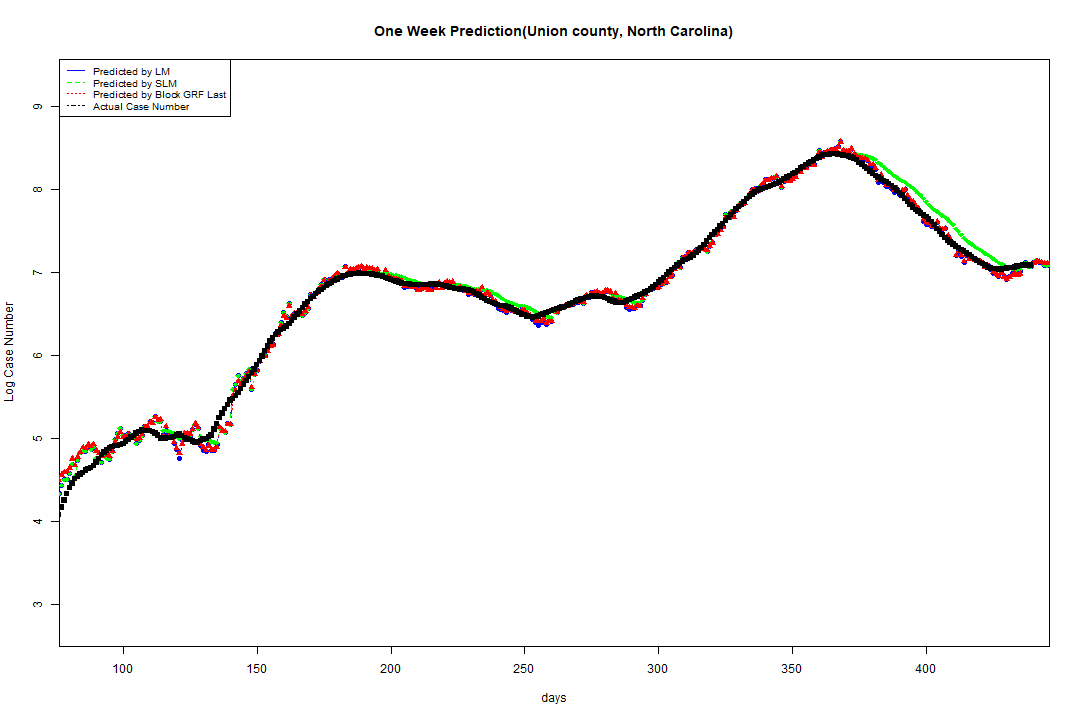 One Week Prediction(Union county, North Carolina)
Predicted by LM
Predicted by SLM
Predicted by Block GRF Last
Actual Case Number
9
8
7
6
5
4
3
Log Case Number
100 150 200 250 300 350 400
days